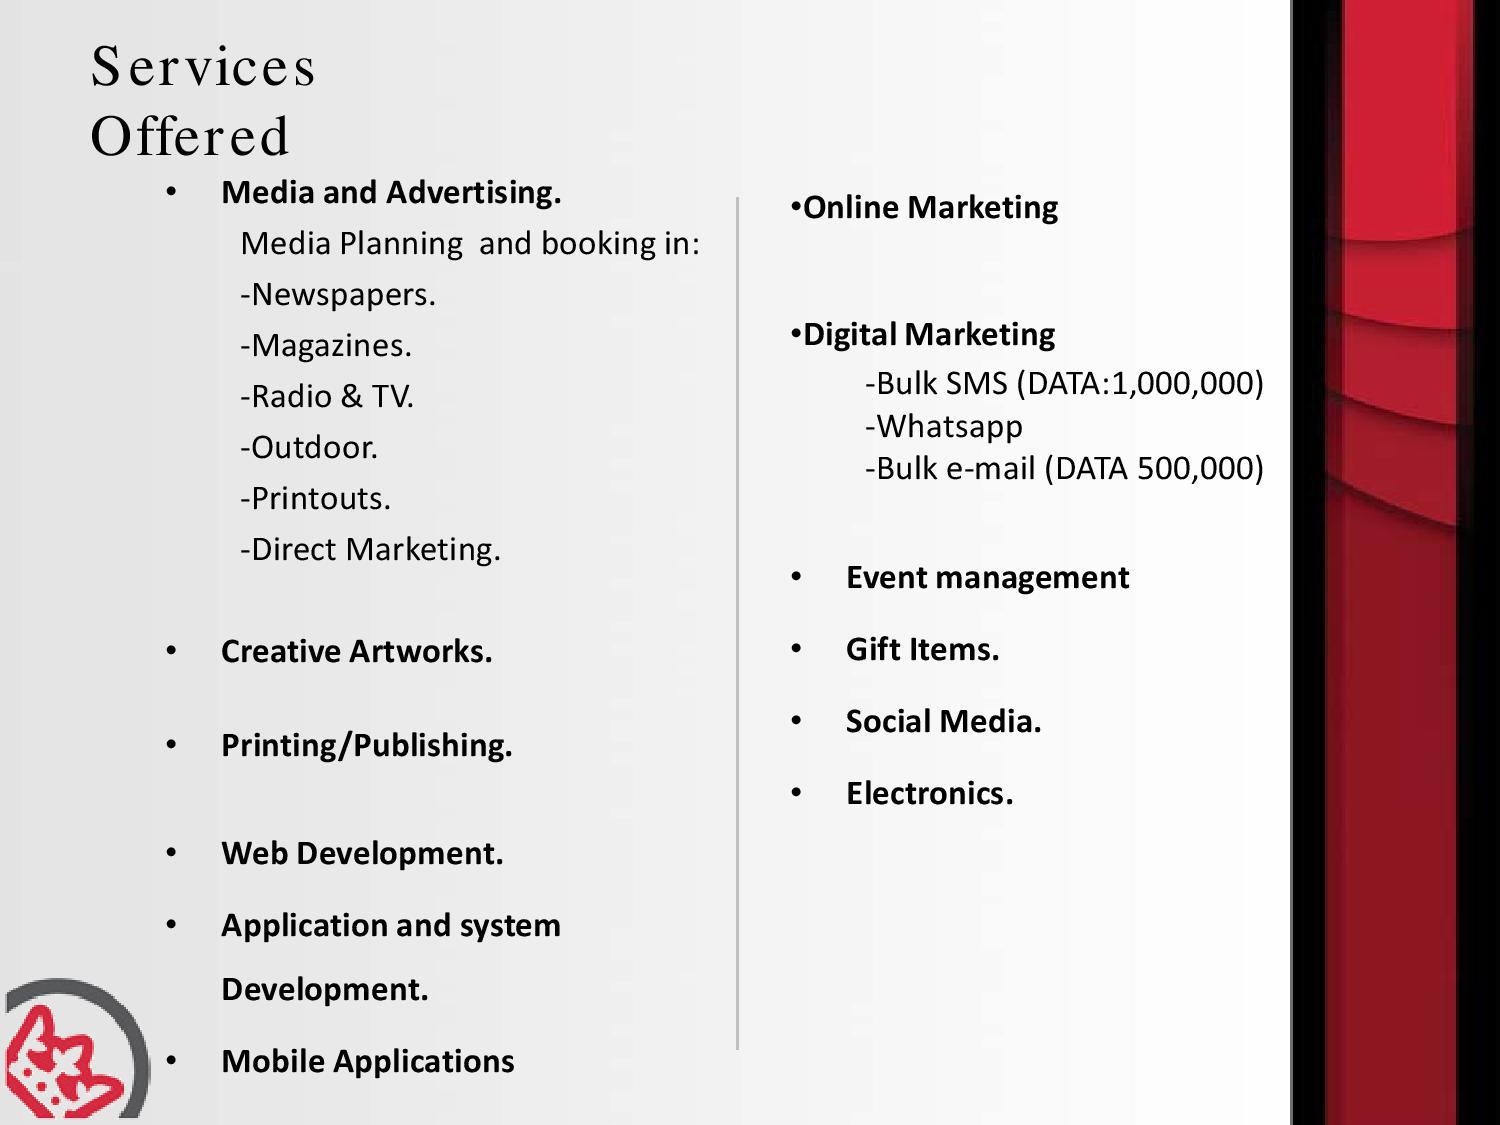 Services
Offered
• Media and Advertising.
Media Planning  and booking in:
-Newspapers.
-Magazines.
-Radio & TV.
-Outdoor.
-Printouts.
-Direct Marketing.
• Creative Artworks.
• Printing/Publishing.
• Web Development.
• Application and system
Development.
• Mobile Applications
•Online Marketing
•Digital Marketing
-Bulk SMS (DATA:1,000,000)
-Whatsapp
-Bulk e-mail (DATA 500,000)
• Event management
• Gift Items.
• Social Media.
• Electronics.